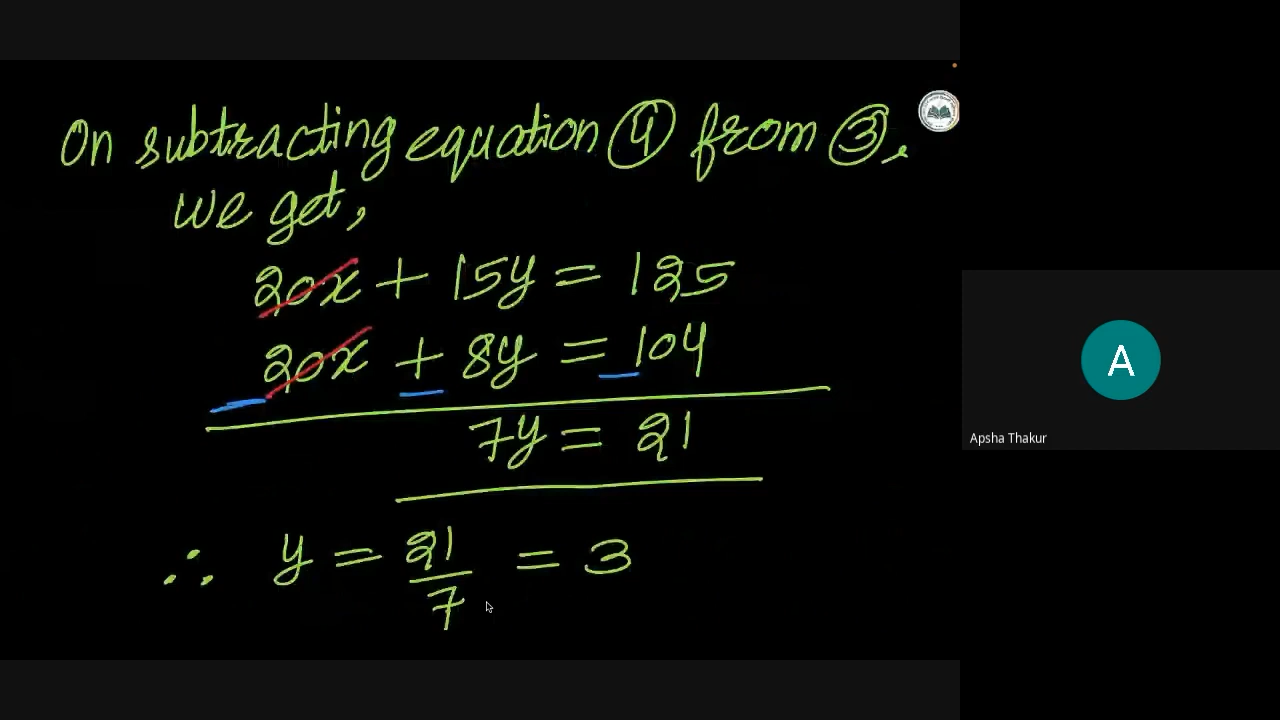 On subtracting equation ④ from ③,
we get,
20x + 15y = 125
20x + 8y = 104
7y = 21
∴ y = 21/7 = 3
A
Apsha Thakur